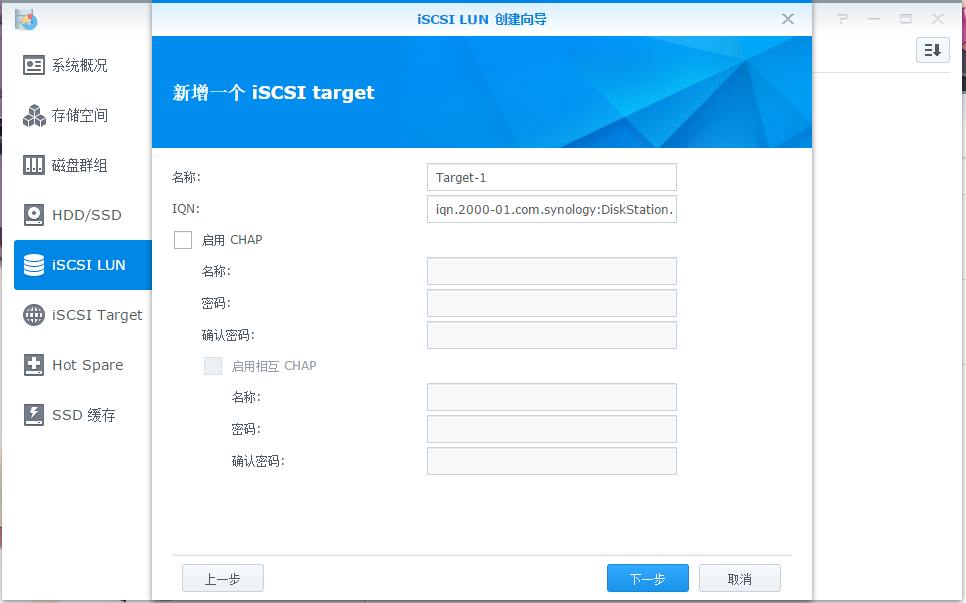 iSCSI LUN 创建向导
系统概况
存储空间
磁盘群组
HDD/SSD
iSCSI LUN
iSCSI Target
Hot Spare
SSD 缓存
新增一个 iSCSI target
名称:
Target-1
IQN:
iqn.2000-01.com.synology:DiskStation.
启用 CHAP
名称:
密码:
确认密码:
启用相互 CHAP
名称:
密码:
确认密码:
上一步
下一步
取消